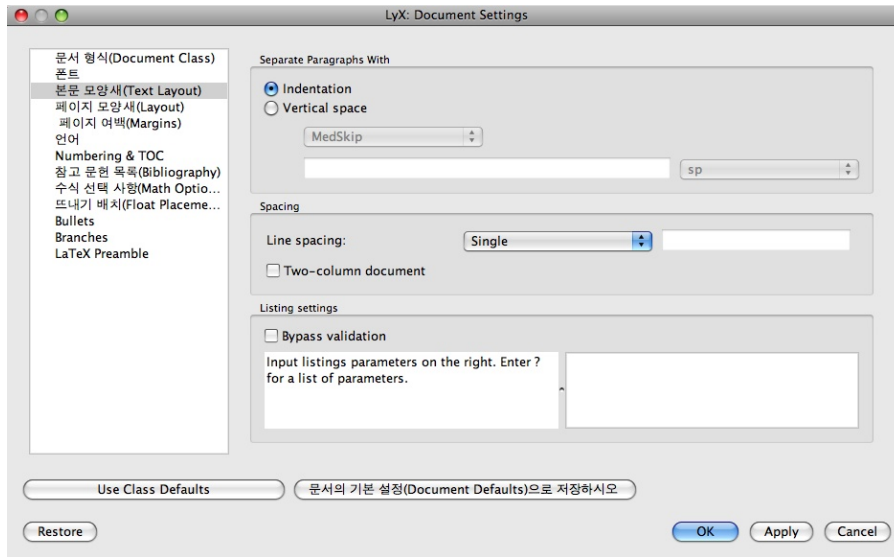 LyX: Document Settings
문서 형식(Document Class)
폰트
본문 모양새(Text Layout)
페이지 모양새(Layout)
페이지 여백(Margins)
언어
Numbering & TOC
참고 문헌 목록(Bibliography)
수식 선택 사항(Math Optio...
뜨내기 배치(Float Placeme...
Bullets
Branches
LaTeX Preamble
Separate Paragraphs With
Indentation
Vertical space
MedSkip
sp
Spacing
Line spacing:
Single
Two-column document
Listing settings
Bypass validation
Input listings parameters on the right. Enter ?
for a list of parameters.
Use Class Defaults
문서의 기본 설정(Document Defaults)으로 저장하시오
Restore
OK
Apply
Cancel